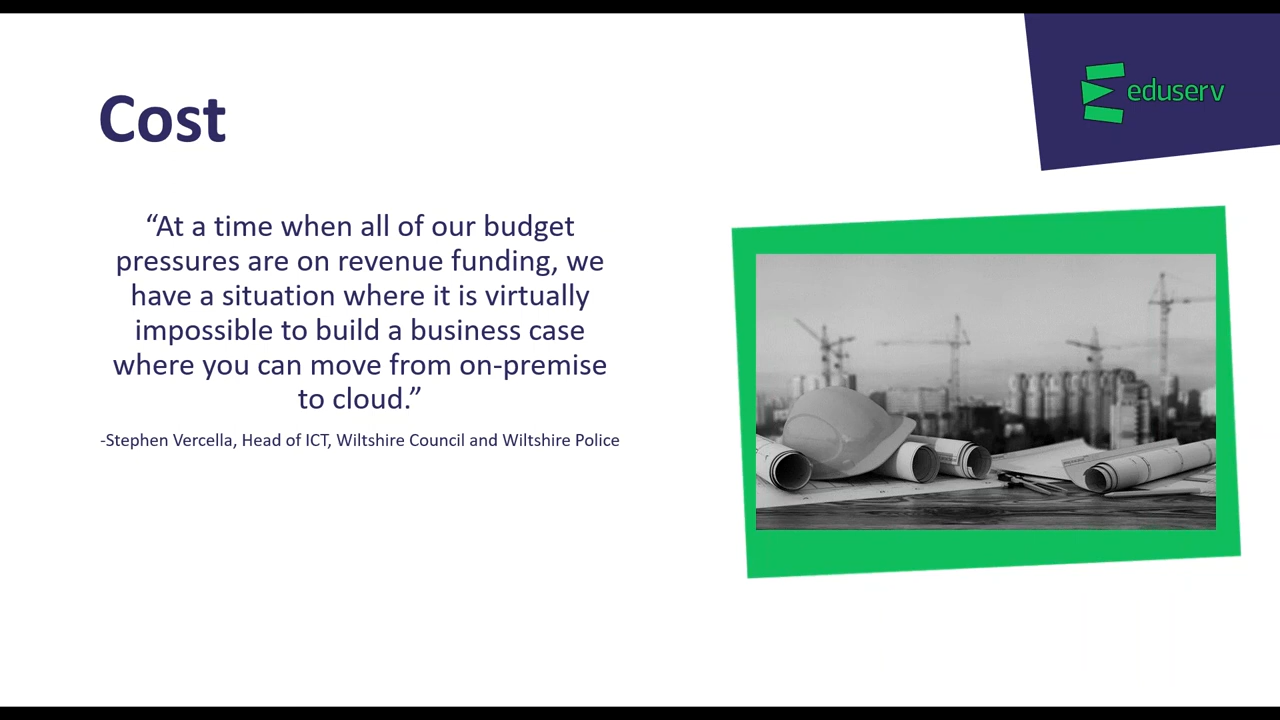 Cost
eduserv
“At a time when all of our budget
pressures are on revenue funding, we
have a situation where it is virtually
impossible to build a business case
where you can move from on-premise
to cloud.”
-Stephen Vercella, Head of ICT, Wiltshire Council and Wiltshire Police